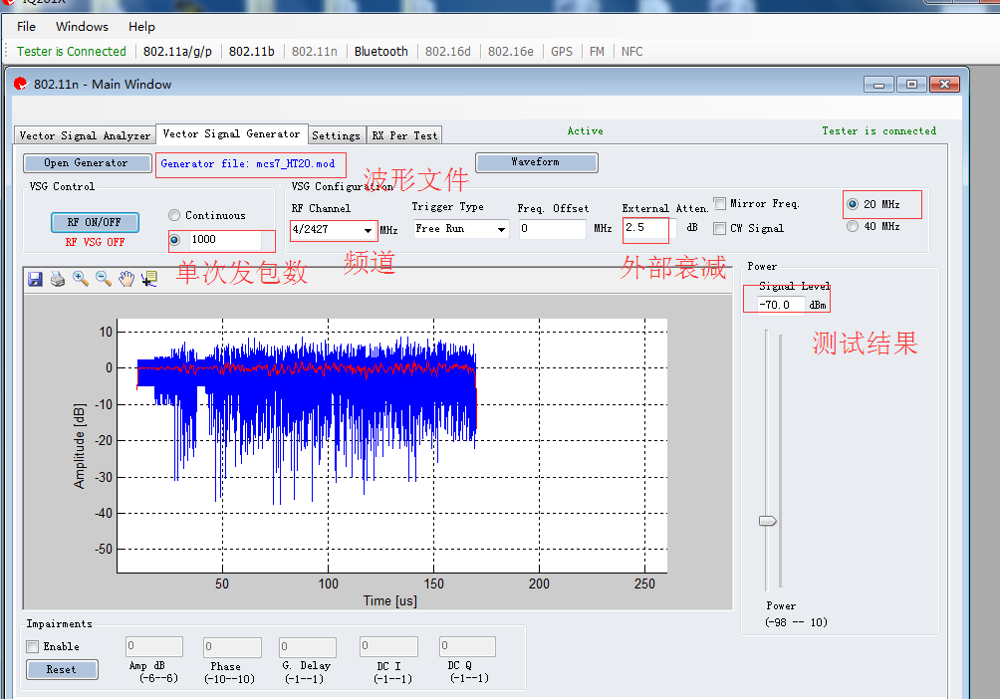 IQ201X
File Windows Help
Tester is Connected 802.11a/g/p 802.11b 802.11n Bluetooth 802.16d 802.16e GPS FM NFC
802.11n - Main Window
Vector Signal Analyzer Vector Signal Generator Settings RX Per Test Active Tester is connected
Open Generator Generator file: mcs7_HT20.mod Waveform
波形文件
VSG Control VSG Configuration
RF Channel Trigger Type Freq. Offset External Atten. Mirror Freq. 20 MHz
RF ON/OFF Continuous
4/2427 MHz Free Run 0 MHz 2.5 dB CW Signal 40 MHz
RF VSG OFF 1000
单次发包数 频道 外部衰减
Power
Signal Level
-70.0 dBm
测试结果
10
0
-10
-20
-30
-40
-50
Amplitude [dB]
50 100 150 200 250
Time [us]
Power
(-98 -- 10)
Impairments
Enable 0 0 0 0 0
Reset Amp dB Phase G. Delay DC I DC Q
(-6--6) (-10--10) (-1--1) (-1--1) (-1--1)